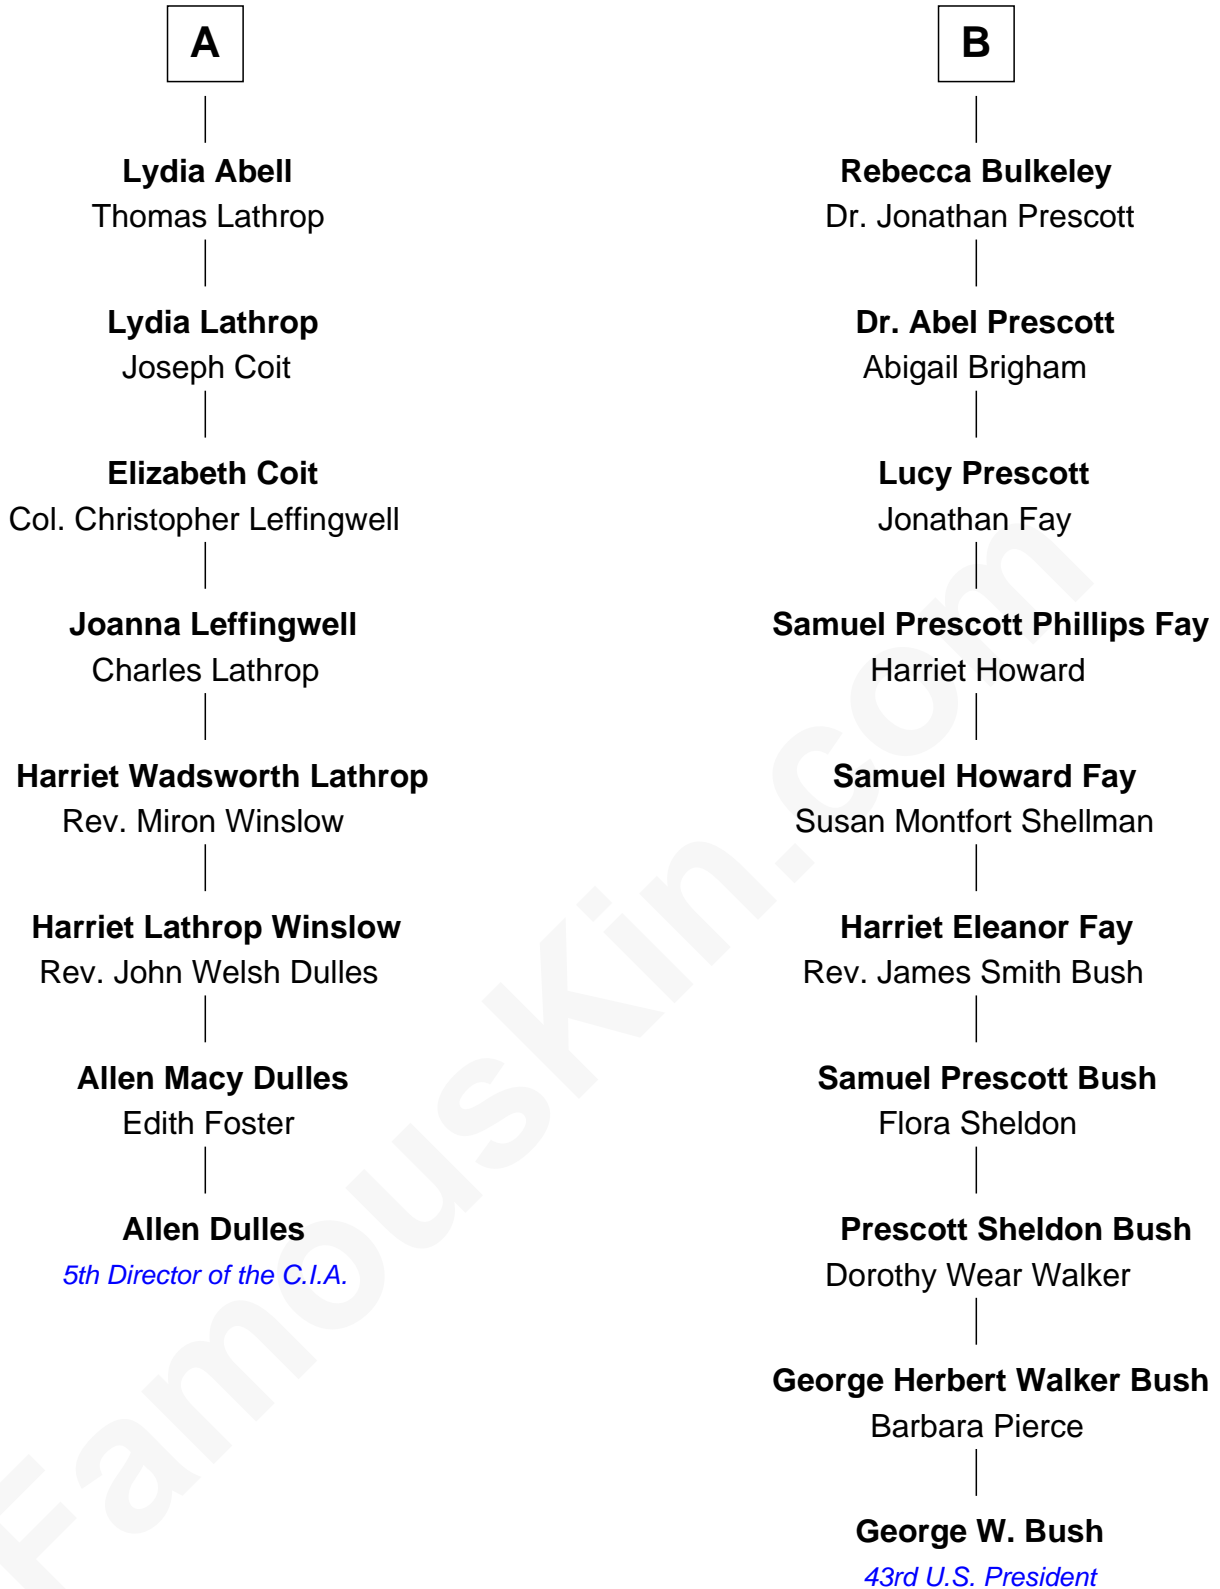 A
Lydia Abell
Thomas Lathrop
Lydia Lathrop
Joseph Coit
Elizabeth Coit
Col. Christopher Leffingwell
Joanna Leffingwell
Charles Lathrop
Harriet Wadsworth Lathrop
Rev. Miron Winslow
Harriet Lathrop Winslow
Rev. John Welsh Dulles
Allen Macy Dulles
Edith Foster
Allen Dulles
5th Director of the C.I.A.
B
Rebecca Bulkeley
Dr. Jonathan Prescott
Dr. Abel Prescott
Abigail Brigham
Lucy Prescott
Jonathan Fay
Samuel Prescott Phillips Fay
Harriet Howard
Samuel Howard Fay
Susan Montfort Shellman
Harriet Eleanor Fay
Rev. James Smith Bush
Samuel Prescott Bush
Flora Sheldon
Prescott Sheldon Bush
Dorothy Wear Walker
George Herbert Walker Bush
Barbara Pierce
George W. Bush
43rd U.S. President
FamousKin.com